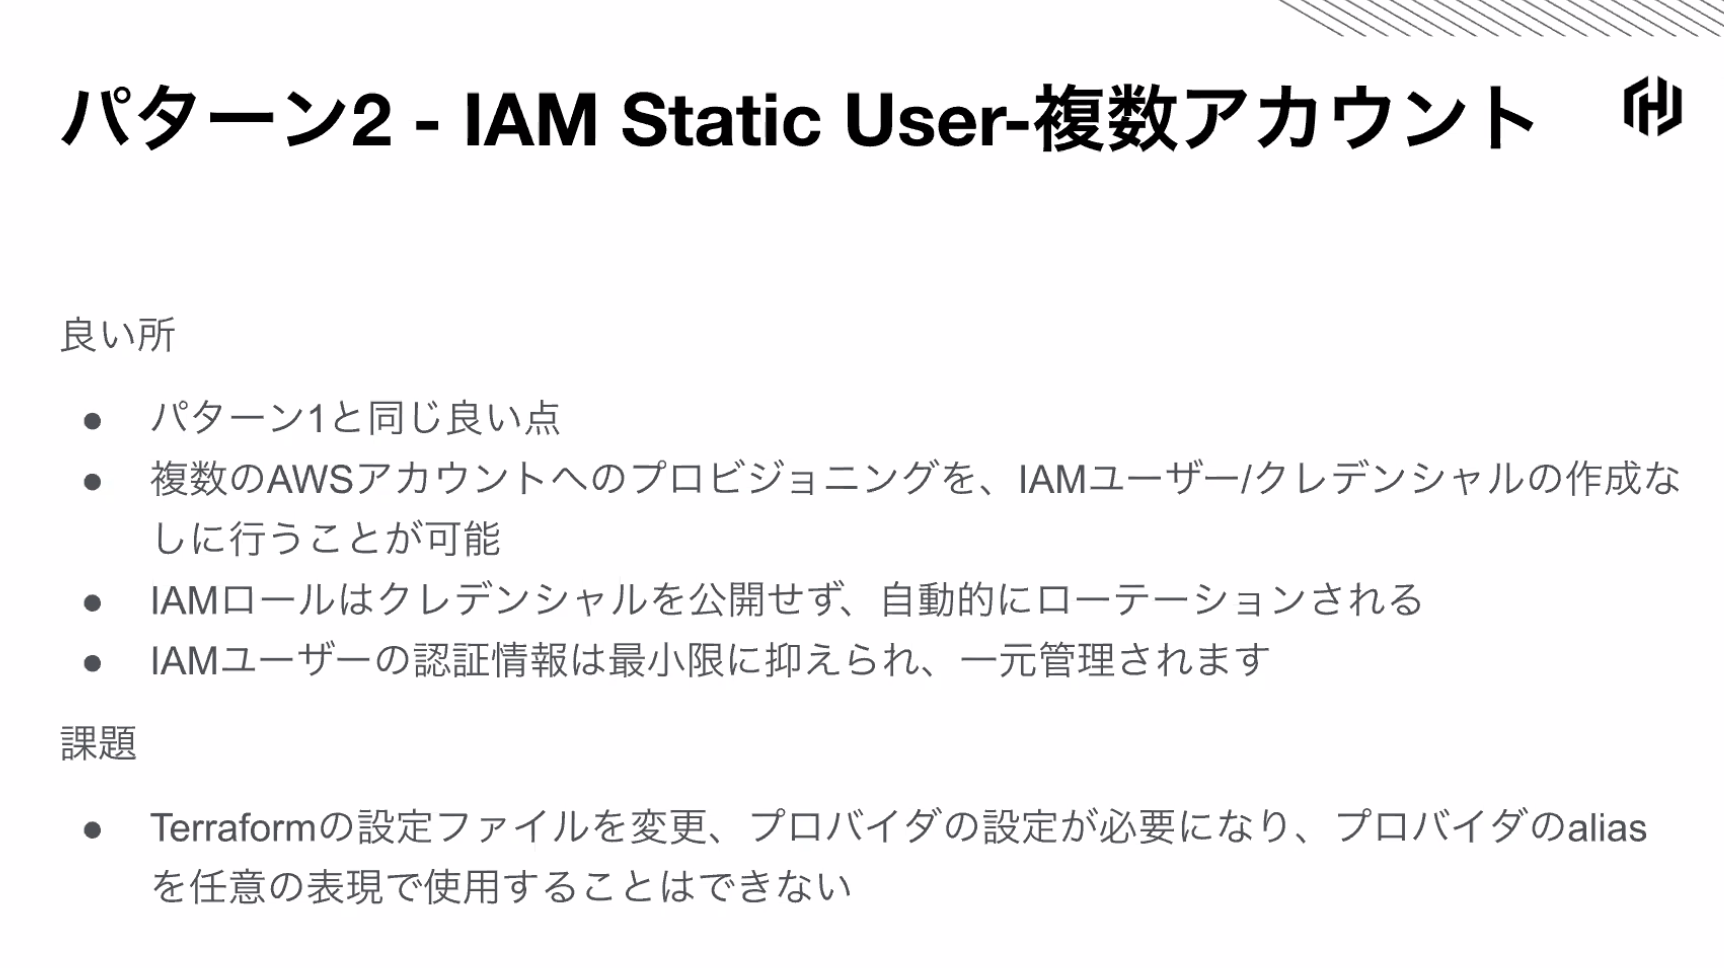 パターン2 - IAM Static User-複数アカウント
良い所
● パターン1と同じ良い点
● 複数のAWSアカウントへのプロビジョニングを、IAMユーザー/クレデンシャルの作成な
しに行うことが可能
● IAMロールはクレデンシャルを公開せず、自動的にローテーションされる
● IAMユーザーの認証情報は最小限に抑えられ、一元管理されます
課題
● Terraformの設定ファイルを変更、プロバイダの設定が必要になり、プロバイダのalias
を任意の表現で使用することはできない